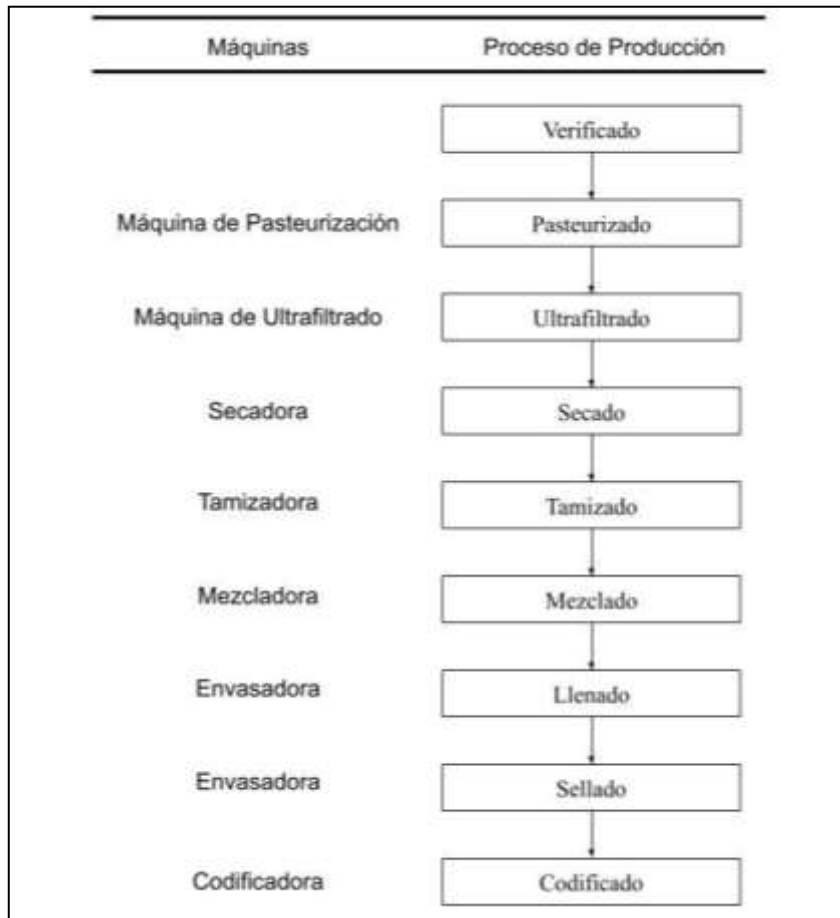 Máquinas Proceso de Producción
Verificado
Máquina de Pasteurización Pasteurizado
Máquina de Ultrafiltrado Ultrafiltrado
Secadora Secado
Tamizadora Tamizado
Mezcladora Mezclado
Envasadora Llenado
Envasadora Sellado
Codificadora Codificado